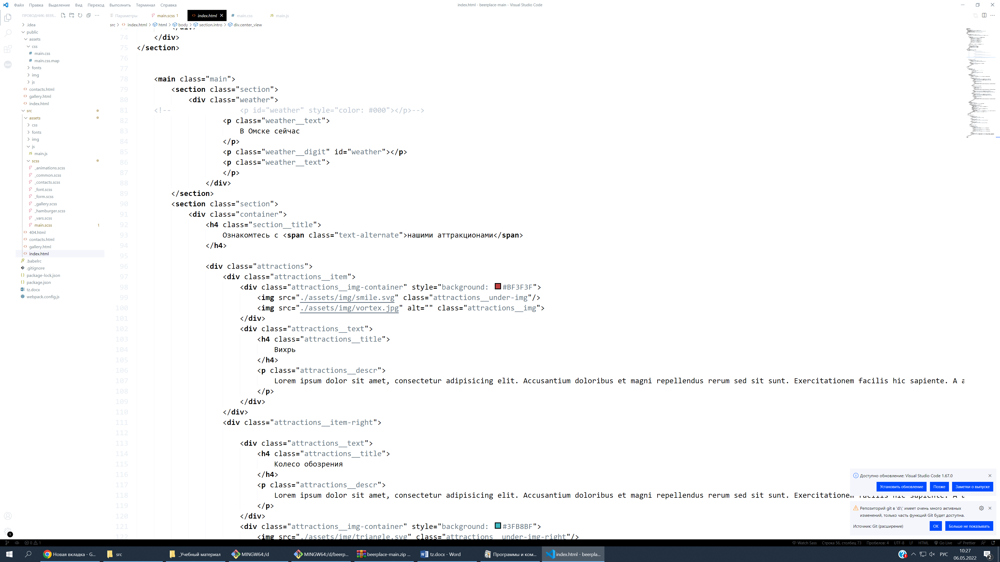 Файл Правка Выделение Вид Переход Выполнить Терминал Справка
index.html - beerplace-main - Visual Studio Code
ПРОВОДНИК: BEER...
Параметры
main.scss 1
index.html
main.css
JS main.js
src > index.html > html > body > section.intro > div.center_view
.idea
public
assets
css
# main.css
# main.css.map
fonts
img
js
contacts.html
gallery.html
index.html
src
assets
css
fonts
img
js
JS main.js
scss
_animations.scss
_common.scss
_contacts.scss
_font.scss
_form.scss
_gallery.scss
_hamburger.scss
_vars.scss
main.scss 1
404.html
contacts.html
gallery.html
index.html
.babelrc
.gitignore
package-lock.json
package.json
tz.docx
webpack.config.js
74 </div>
75 </section>
76
77
78 <main class="main">
79 <section class="section">
80 <div class="weather">
81 <!-- <p id="weather" style="color: #000"></p>-->
82 <p class="weather__text">
83 В Омске сейчас
84 </p>
85 <p class="weather__digit" id="weather"></p>
86 <p class="weather__text">
87 </p>
88 </div>
89 </section>
90 <section class="section">
91 <div class="container">
92 <h4 class="section__title">
93 Ознакомтесь с <span class="text-alternate">нашими аттракционами</span>
94 </h4>
95
96 <div class="attractions">
97 <div class="attractions__item">
98 <div class="attractions__img-container" style="background: #BF3F3F">
99 <img src="./assets/img/smile.svg" class="attractions__under-img"/>
100 <img src="./assets/img/vortex.jpg" alt="" class="attractions__img">
101 </div>
102 <div class="attractions__text">
103 <h4 class="attractions__title">
104 Вихрь
105 </h4>
106 <p class="attractions__descr">
107 Lorem ipsum dolor sit amet, consectetur adipisicing elit. Accusantium doloribus et magni repellendus rerum sed sit sunt. Exercitationem facilis hic sapiente. A a
108 </p>
109 </div>
110 </div>
111 <div class="attractions__item-right">
112
113 <div class="attractions__text">
114 <h4 class="attractions__title">
115 Колесо обозрения
116 </h4>
117 <p class="attractions__descr">
118 Lorem ipsum dolor sit amet, consectetur adipisicing elit. Accusantium doloribus et magni repellendus rerum sed sit sunt. Exercitationem facilis hic sapiente. A a
119 </p>
120 </div>
121 <div class="attractions__img-container" style="background: #3FB8BF">
122 <img src="./assets/img/triangle.svg" class="attractions__under-img-right"/>
Доступно обновление: Visual Studio Code 1.67.0
Установить обновление Позже Заметки о выпуске
Репозиторий git в 'd:\' имеет очень много активных
изменений, только часть функций Git будет доступна.
Источник: Git (расширение) ОК Больше не показывать
1
0 1 Watch Sass Строка 56, столбец 73 Пробелов: 4 UTF-8 LF HTML Go Live Prettier
Новая вкладка - G...
src
_Учебный материал
MINGW64:/d
MINGW64:/d/beerp...
beerplace-main.zip ...
tz.docx - Word
Программы и ком...
index.html - beerpla...
РУС
10:27
06.05.2022
2